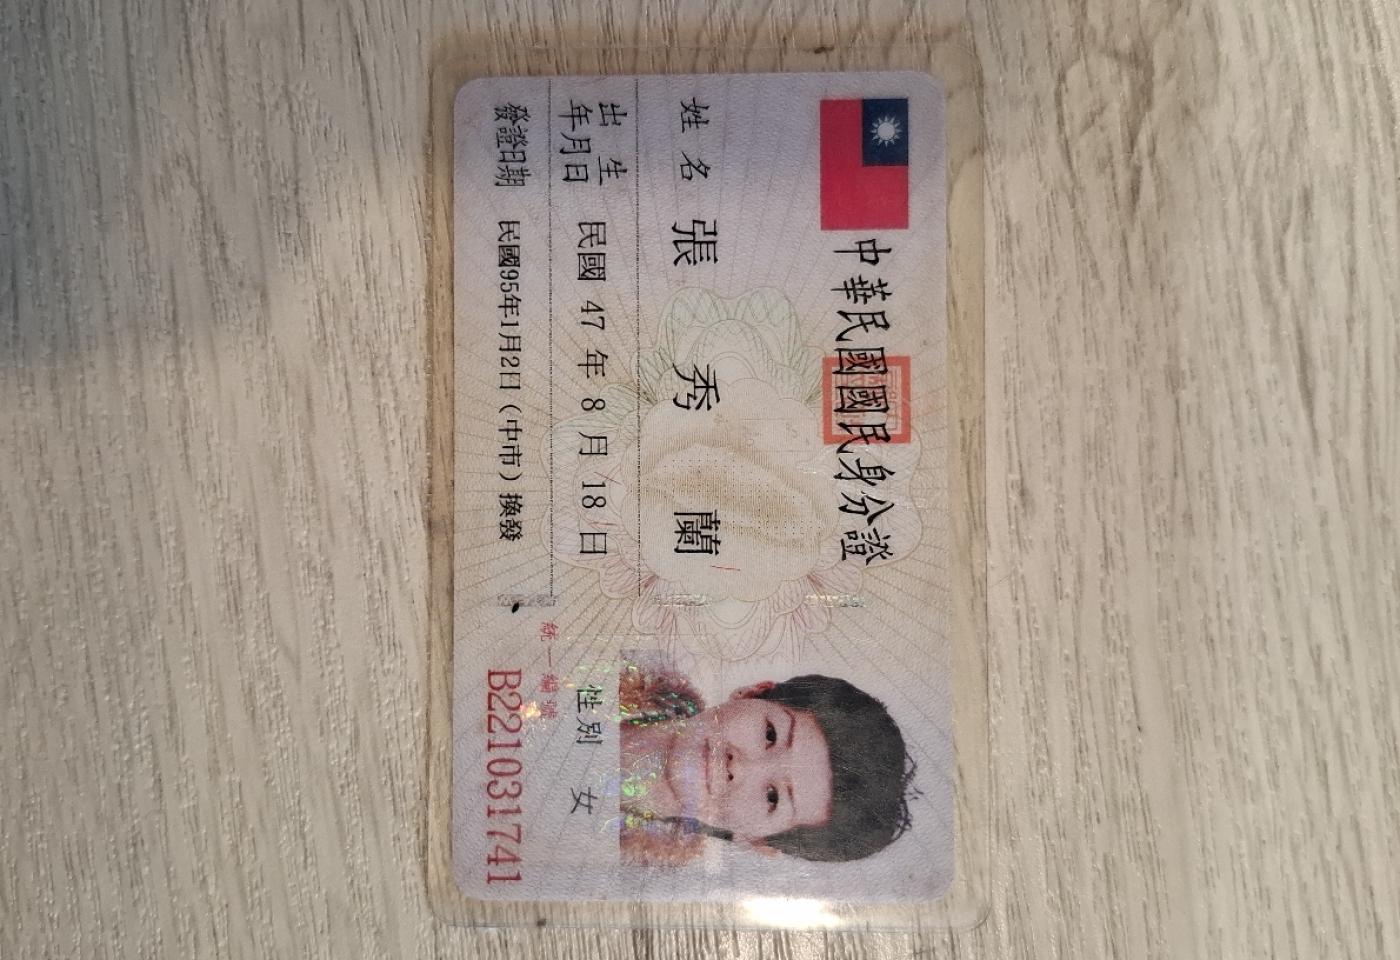 中華民國國民身分證
姓名 張秀蘭
出生年月日 民國 47 年 8 月 18 日
性別 女
發證日期 民國95年1月2日（中市）換發
統一編號
B221031741